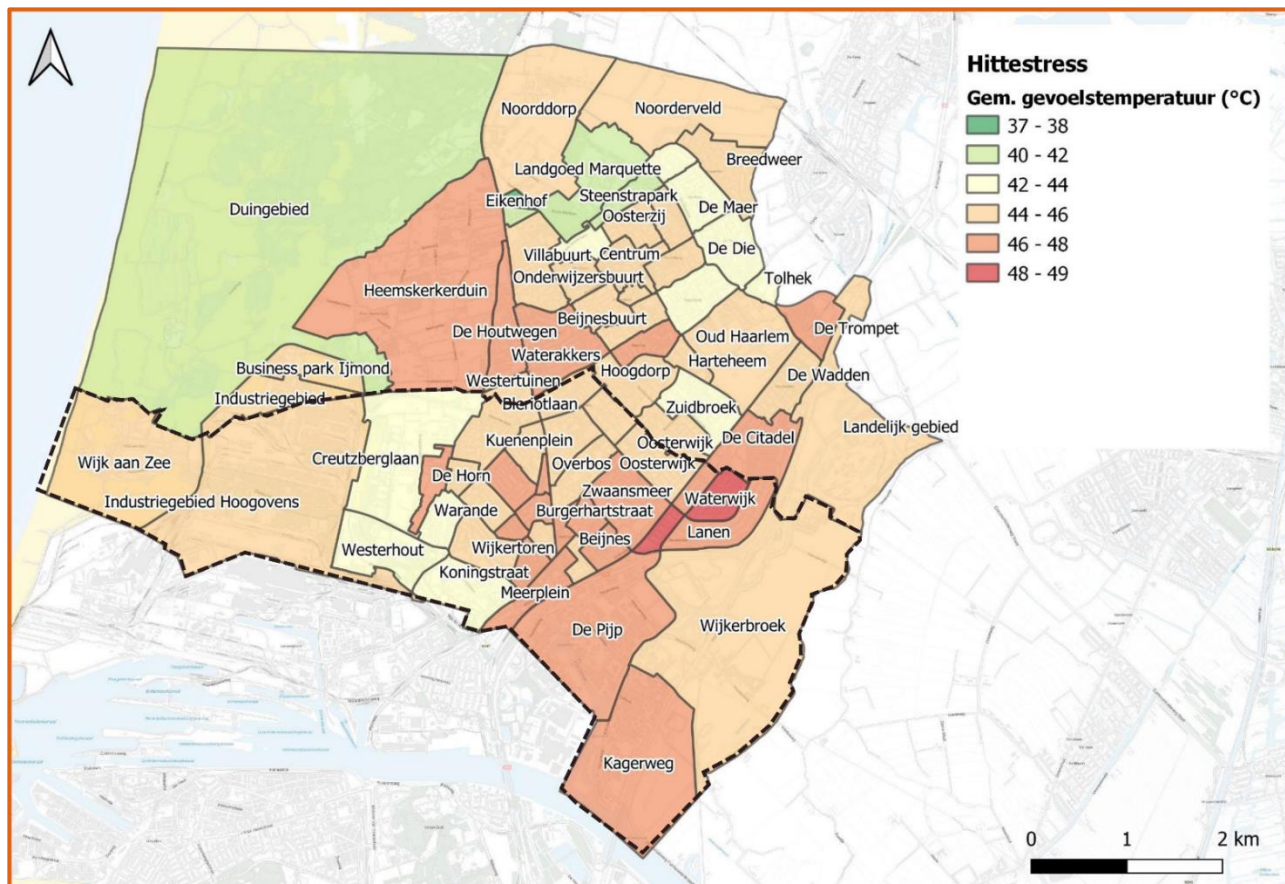 Hittestress
Gem. gevoelstemperatuur (°C)
37 - 38
40 - 42
42 - 44
44 - 46
46 - 48
48 - 49
Noorddorp
Noorderveld
Breedweer
Landgoed Marquette
Eikenhof
Steenstrapark
Oosterzij
De Maer
Duingebied
De Die
Villabuurt
Centrum
Onderwijzersbuurt
Tolhek
Heemskerkerduin
Beijnesbuurt
De Houtwegen
Oud Haarlem
De Trompet
Waterakkers
Harteheem
Business park Ijmond
Hoogdorp
De Wadden
Westertuinen
Industriegebied
Bleriotlaan
Zuidbroek
Landelijk gebied
Kuenenplein
Oosterwijk
De Citadel
Creutzberglaan
Wijk aan Zee
Overbos
Oosterwijk
De Horn
Zwaansmeer
Waterwijk
Industriegebied Hoogovens
Warande
Burgerhartstraat
Lanen
Beijnes
Westerhout
Wijkertoren
Koningstraat
Meerplein
De Pijp
Wijkerbroek
Kagerweg
0 1 2 km